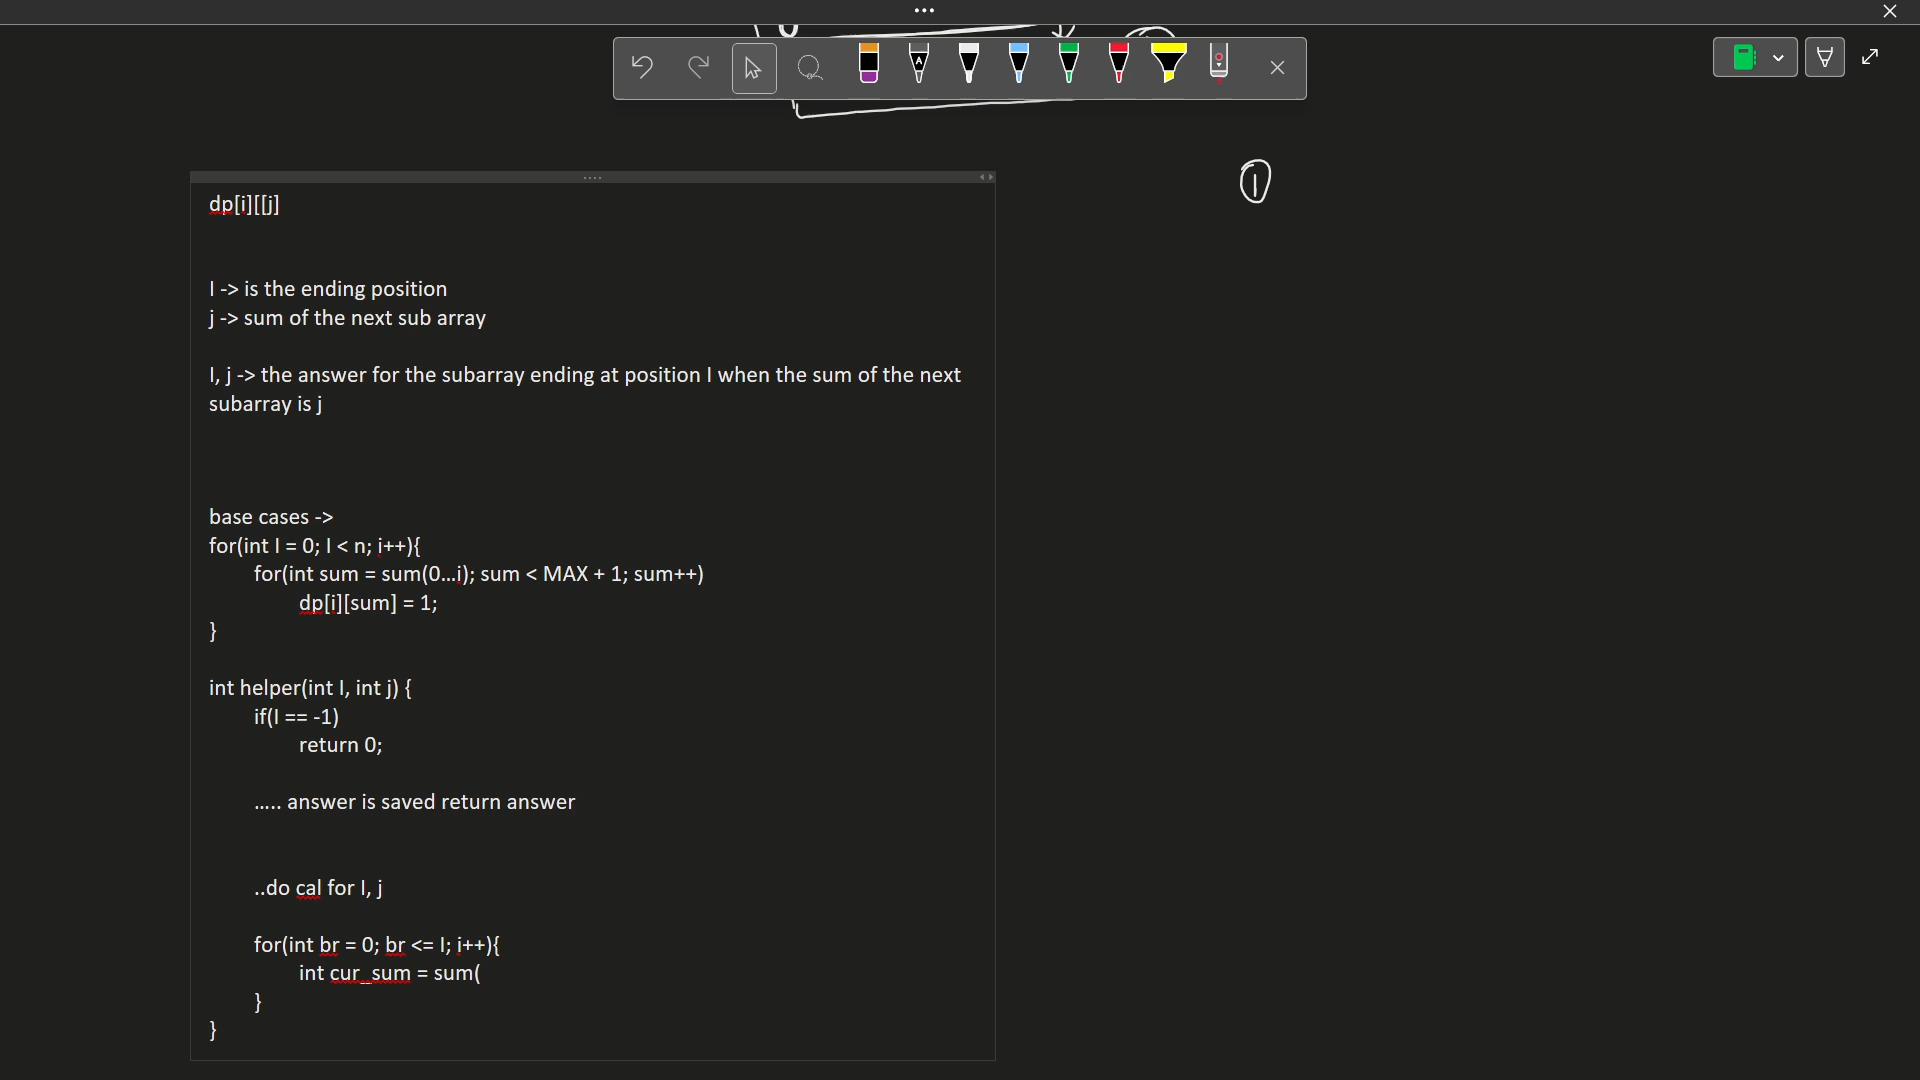 dp[i][[j]
I -> is the ending position
j -> sum of the next sub array
I, j -> the answer for the subarray ending at position I when the sum of the next
subarray is j
base cases ->
for(int I = 0; I < n; i++){
for(int sum = sum(0...i); sum < MAX + 1; sum++)
dp[i][sum] = 1;
}
int helper(int I, int j) {
if(I == -1)
return 0;
..... answer is saved return answer
..do cal for I, j
for(int br = 0; br <= I; i++){
int cur_sum = sum(
}
}